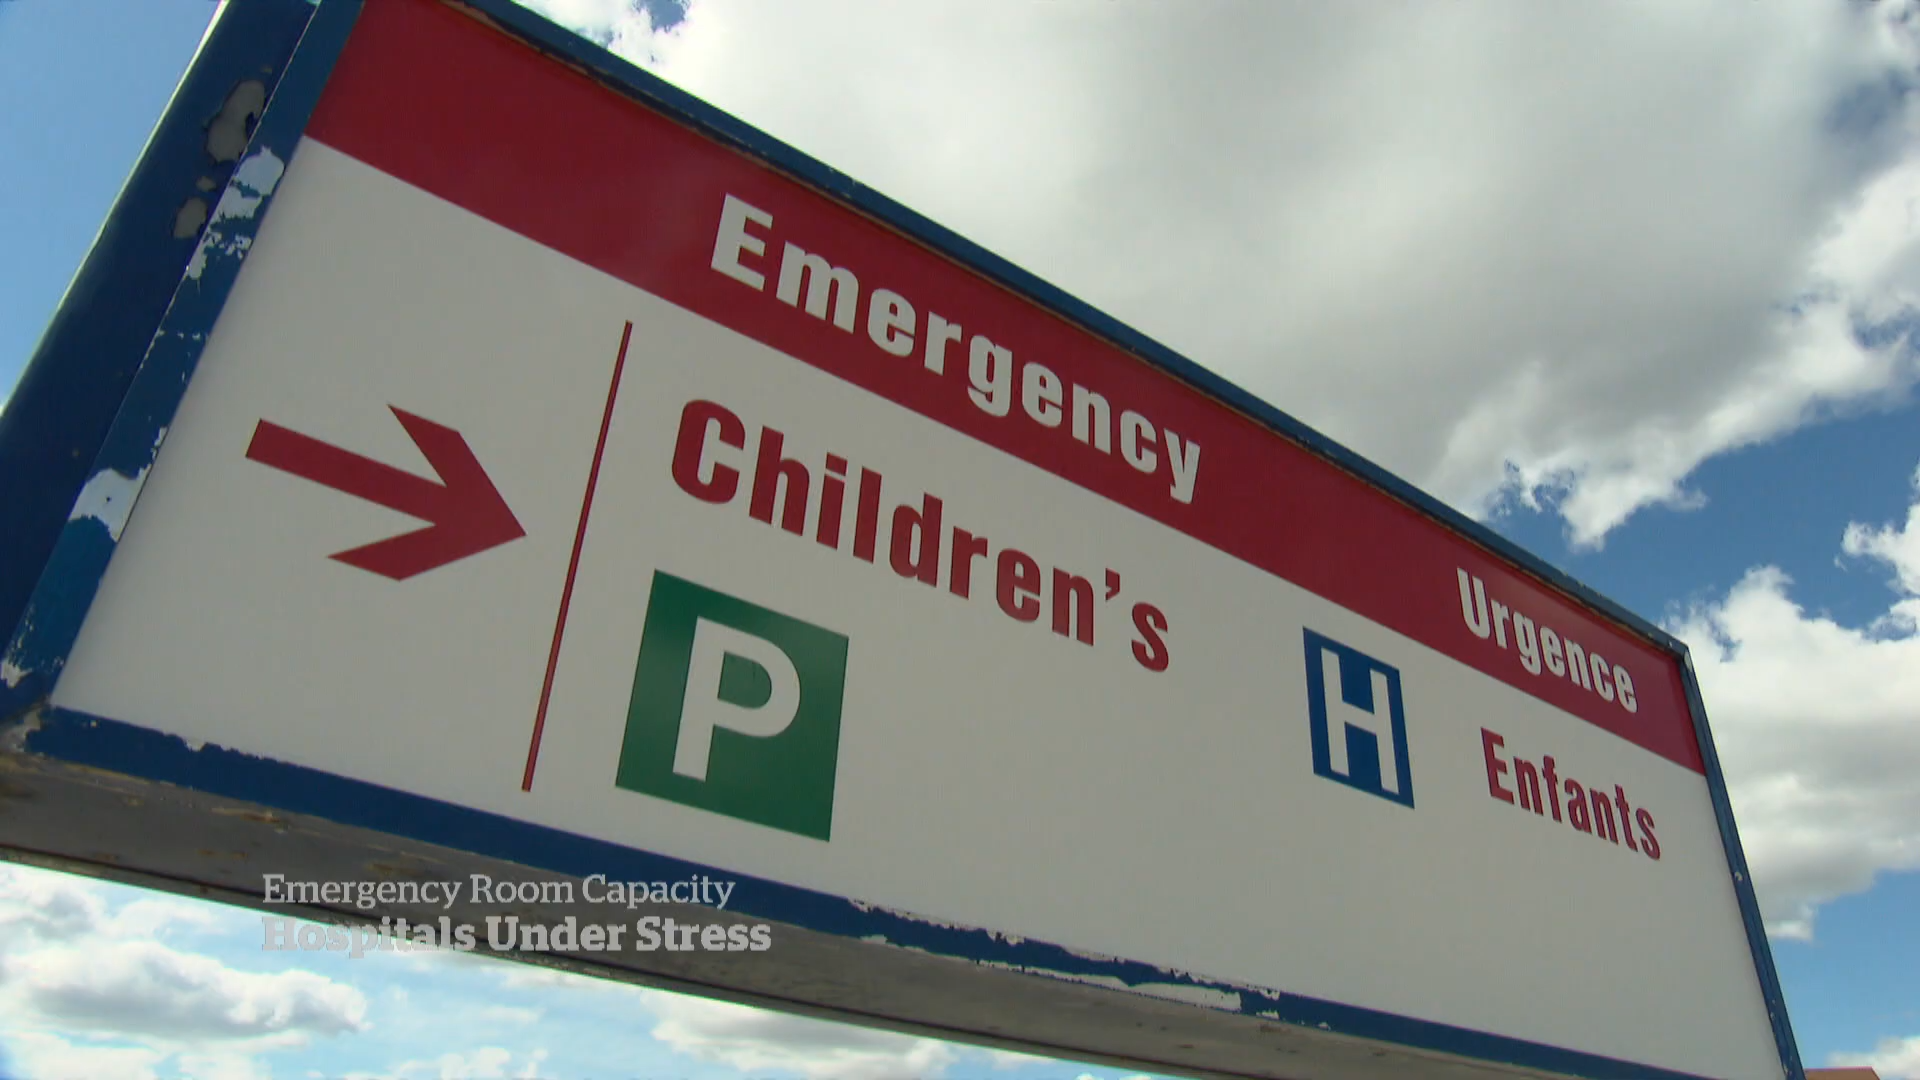 Emergency Urgence
Children's H Enfants
P
Emergency Room Capacity
Hospitals Under Stress